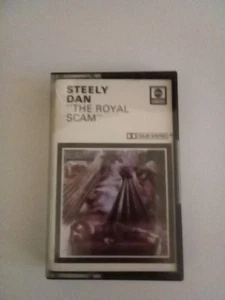 STEELY
DAN
"THE ROYAL
SCAM"